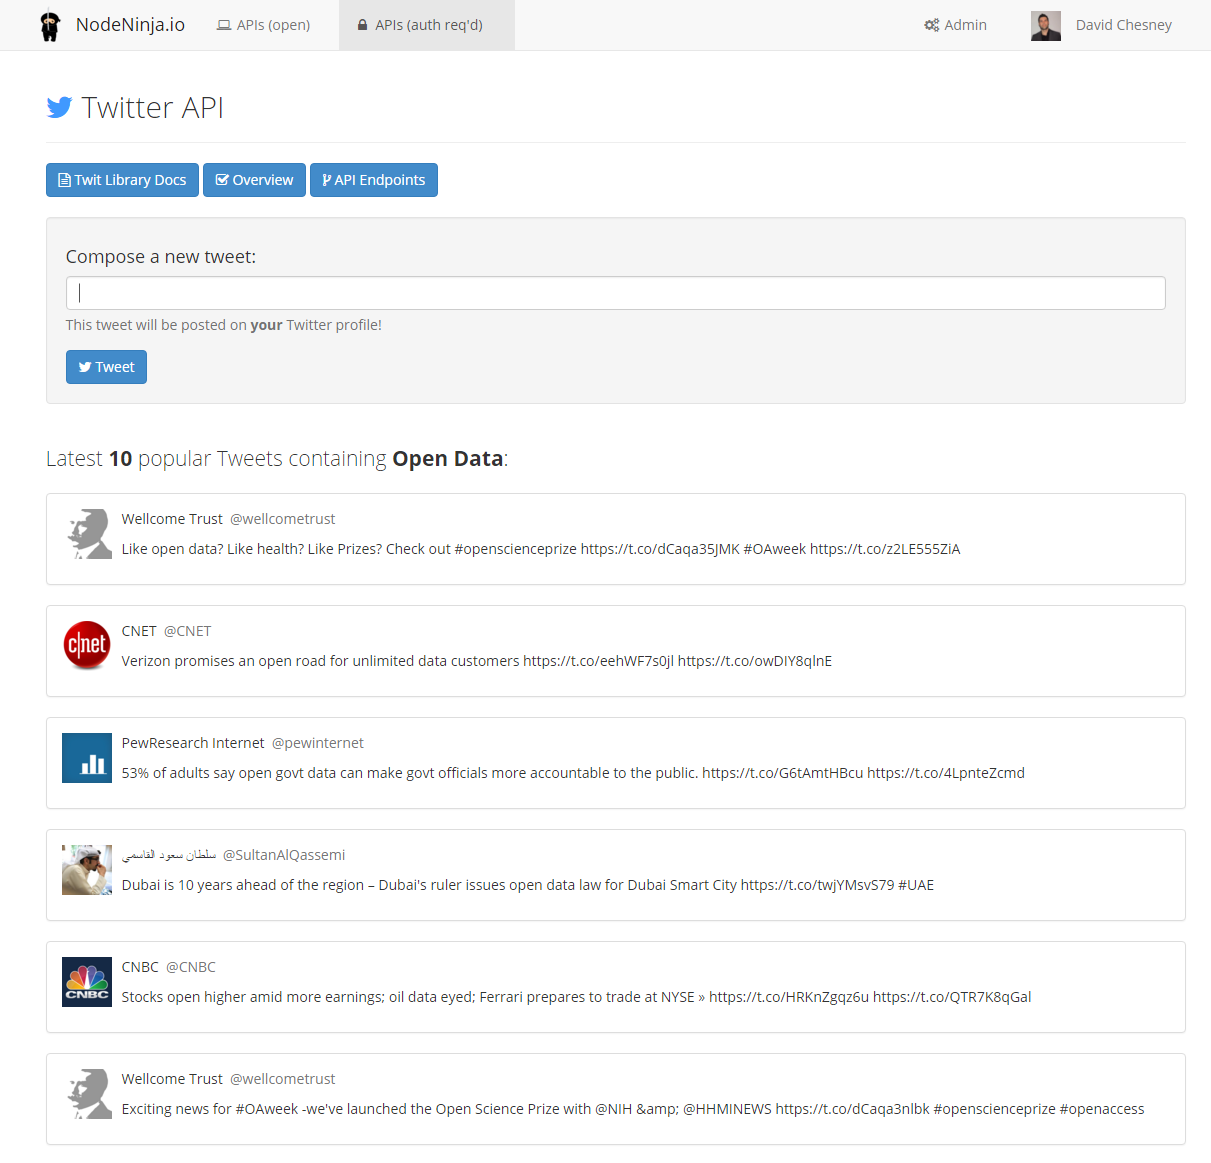 NodeNinja.io
APIs (open)
APIs (auth req'd)
Admin
David Chesney
Twitter API
Twit Library Docs
Overview
API Endpoints
Compose a new tweet:
This tweet will be posted on your Twitter profile!
Tweet
Latest 10 popular Tweets containing Open Data:
Wellcome Trust @wellcometrust
Like open data? Like health? Like Prizes? Check out #openscienceprize https://t.co/dCaqa35JMK #OAweek https://t.co/z2LE555ZiA
c|net
CNET @CNET
Verizon promises an open road for unlimited data customers https://t.co/eehWF7s0jl https://t.co/owDIY8qlnE
PewResearch Internet @pewinternet
53% of adults say open govt data can make govt officials more accountable to the public. https://t.co/G6tAmtHBcu https://t.co/4LpnteZcmd
سلطان سعود القاسمي @SultanAlQassemi
Dubai is 10 years ahead of the region – Dubai's ruler issues open data law for Dubai Smart City https://t.co/twjYMsvS79 #UAE
CNBC
CNBC @CNBC
Stocks open higher amid more earnings; oil data eyed; Ferrari prepares to trade at NYSE » https://t.co/HRKnZgqz6u https://t.co/QTR7K8qGal
Wellcome Trust @wellcometrust
Exciting news for #OAweek -we've launched the Open Science Prize with @NIH &amp; @HHMINEWS https://t.co/dCaqa3nlbk #openscienceprize #openaccess